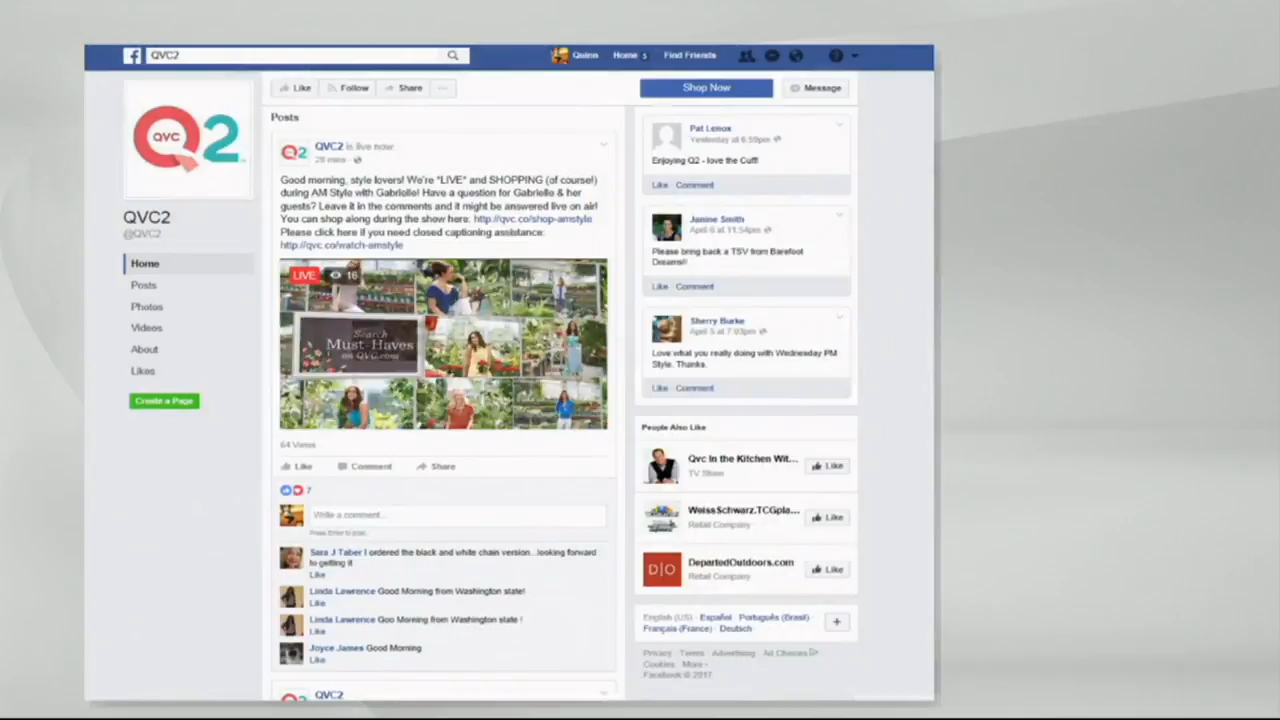 QVC2
Quinn
Home 5
Find Friends
QVC 2
QVC2
@QVC2
Home
Posts
Photos
Videos
About
Likes
Create a Page
Like
Follow
Share
Shop Now
Message
Posts
Q2
QVC2 is live now
28 mins
Good morning, style lovers! We're *LIVE* and SHOPPING (of course!)
during AM Style with Gabrielle! Have a question for Gabrielle & her
guests? Leave it in the comments and it might be answered live on air!
You can shop along during the show here: http://qvc.co/shop-amstyle
Please click here if you need closed captioning assistance:
http://qvc.co/watch-amstyle
LIVE 16
Search
Must-Haves
on QVC.com
64 Views
Like Comment Share
7
Write a comment...
Press Enter to post.
Sara J Taber I ordered the black and white chain version...looking forward
to getting it
Like
Linda Lawrence Good Morning from Washington state!
Like
Linda Lawrence Goo Morning from Washington state !
Like
Joyce James Good Morning
Like
QVC2
Pat Lenox
Yesterday at 6:59pm
Enjoying Q2 - love the Cuff!
Like Comment
Janine Smith
April 6 at 11:54pm
Please bring back a TSV from Barefoot
Dreams!!
Like Comment
Sherry Burke
April 5 at 7:03pm
Love what you really doing with Wednesday PM
Style. Thanks.
Like Comment
People Also Like
Qvc In the Kitchen Wit...
TV Show
Like
WeissSchwarz.TCGpla...
Retail Company
Like
D|O
DepartedOutdoors.com
Retail Company
Like
English (US) · Español · Português (Brasil) ·
Français (France) · Deutsch
Privacy · Terms · Advertising · Ad Choices ·
Cookies · More ·
Facebook © 2017